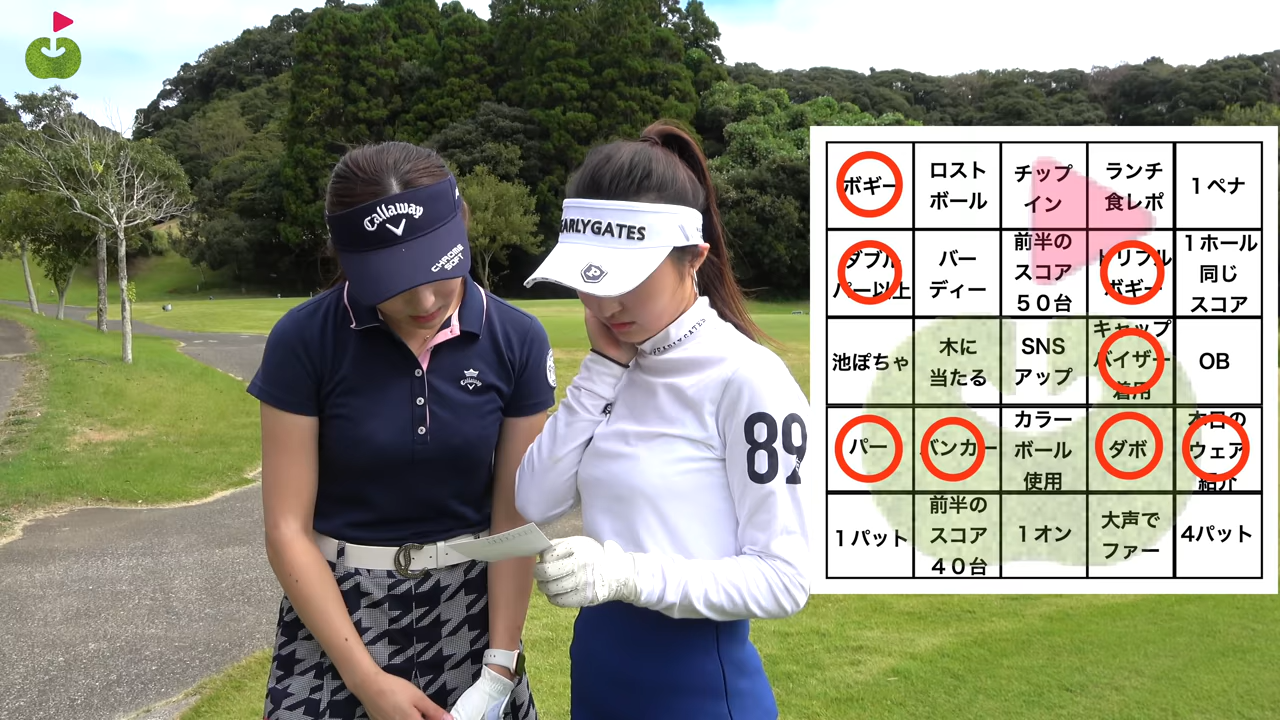 Callaway
CHROME
SOFT
EARLYGATES
P
PEARLYGATES
Callaway
89
ボギー
ロスト
ボール
チップ
イン
ランチ
食レポ
1ペナ
ダブル
パー以上
バー
ディー
前半の
スコア
50台
トリプル
ボギー
1ホール
同じ
スコア
池ぽちゃ
木に
当たる
SNS
アップ
キャップ
バイザー
着用
OB
パー
バンカー
カラー
ボール
使用
ダボ
本日の
ウェア
紹介
1パット
前半の
スコア
40台
1オン
大声で
ファー
4パット